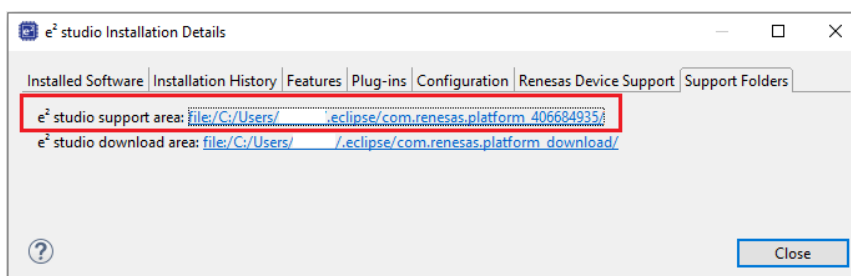 e² studio Installation Details
Installed Software Installation History Features Plug-ins Configuration Renesas Device Support Support Folders
e² studio support area: file:/C:/Users/ .eclipse/com.renesas.platform_406684935/
e² studio download area: file:/C:/Users/ /.eclipse/com.renesas.platform_download/
?
Close